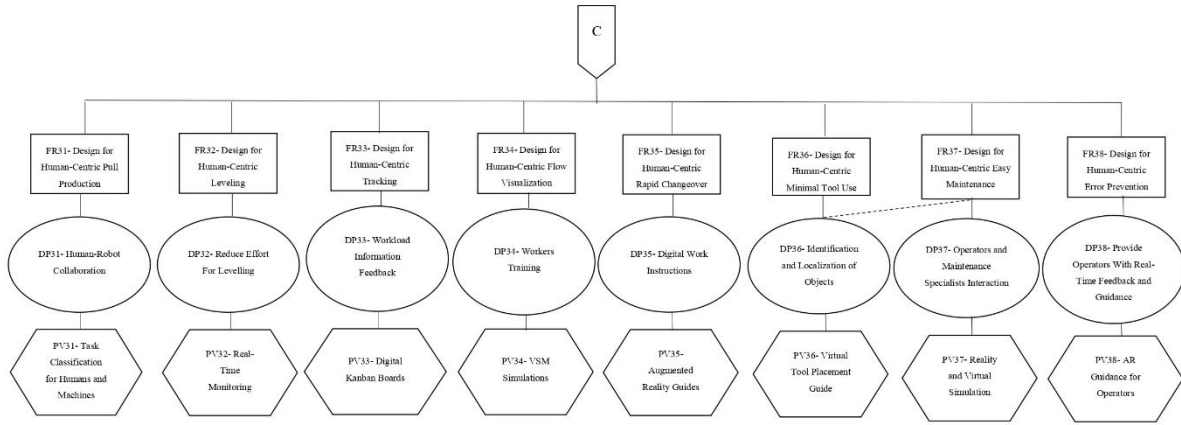 C
FR31- Design for
Human-Centric Pull
Production
FR32- Design for
Human-Centric
Leveling
FR33- Design for
Human-Centric
Tracking
FR34- Design for
Human-Centric Flow
Visualization
FR35- Design for
Human-Centric
Rapid Changeover
FR36- Design for
Human-Centric
Minimal Tool Use
FR37- Design for
Human-Centric Easy
Maintenance
FR38- Design for
Human-Centric
Error Prevention
DP31- Human-Robot
Collaboration
DP32- Reduce Effort
For Levelling
DP33- Workload
Information
Feedback
DP34- Workers
Training
DP35- Digital Work
Instructions
DP36- Identification
and Localization of
Objects
DP37- Operators and
Maintenance
Specialists Interaction
DP38- Provide
Operators With Real-
Time Feedback and
Guidance
PV31- Task
Classification
for Humans and
Machines
PV32- Real-
Time
Monitoring
PV33- Digital
Kanban Boards
PV34- VSM
Simulations
PV35-
Augmented
Reality Guides
PV36- Virtual
Tool Placement
Guide
PV37- Reality
and Virtual
Simulation
PV38- AR
Guidance for
Operators